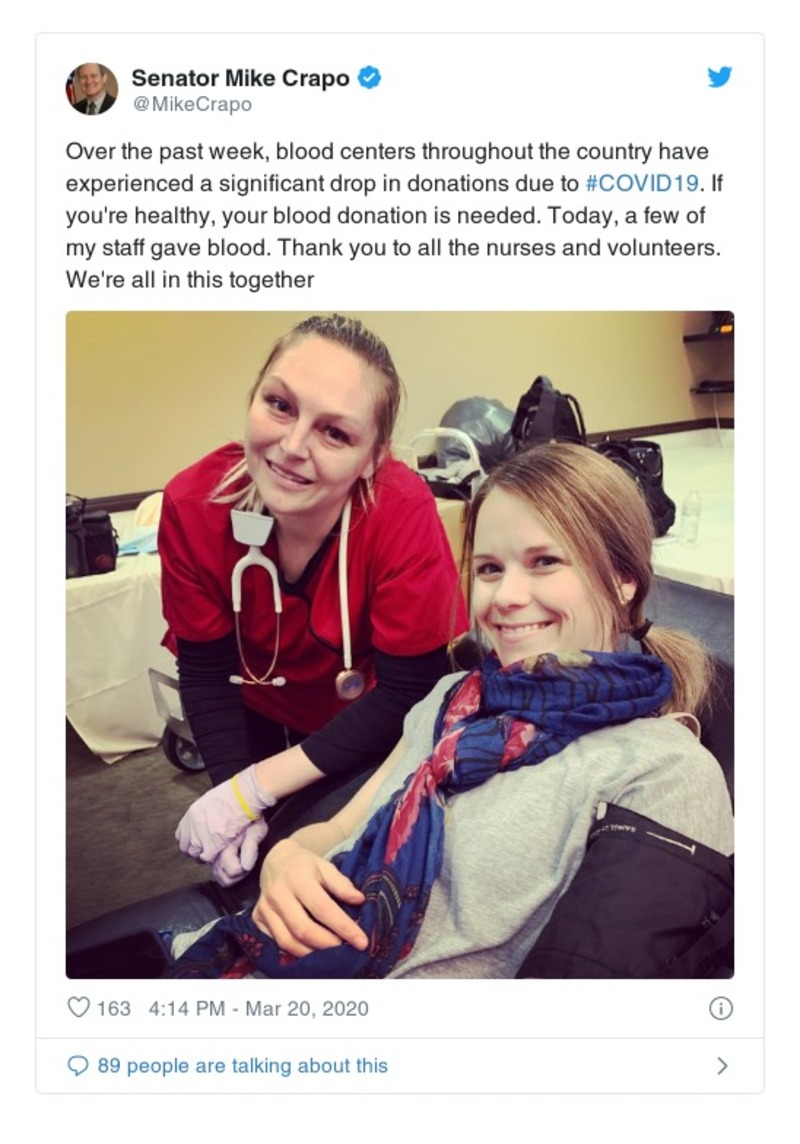 Senator Mike Crapo
@MikeCrapo
Over the past week, blood centers throughout the country have
experienced a significant drop in donations due to #COVID19. If
you're healthy, your blood donation is needed. Today, a few of
my staff gave blood. Thank you to all the nurses and volunteers.
We're all in this together
163 4:14 PM - Mar 20, 2020
89 people are talking about this